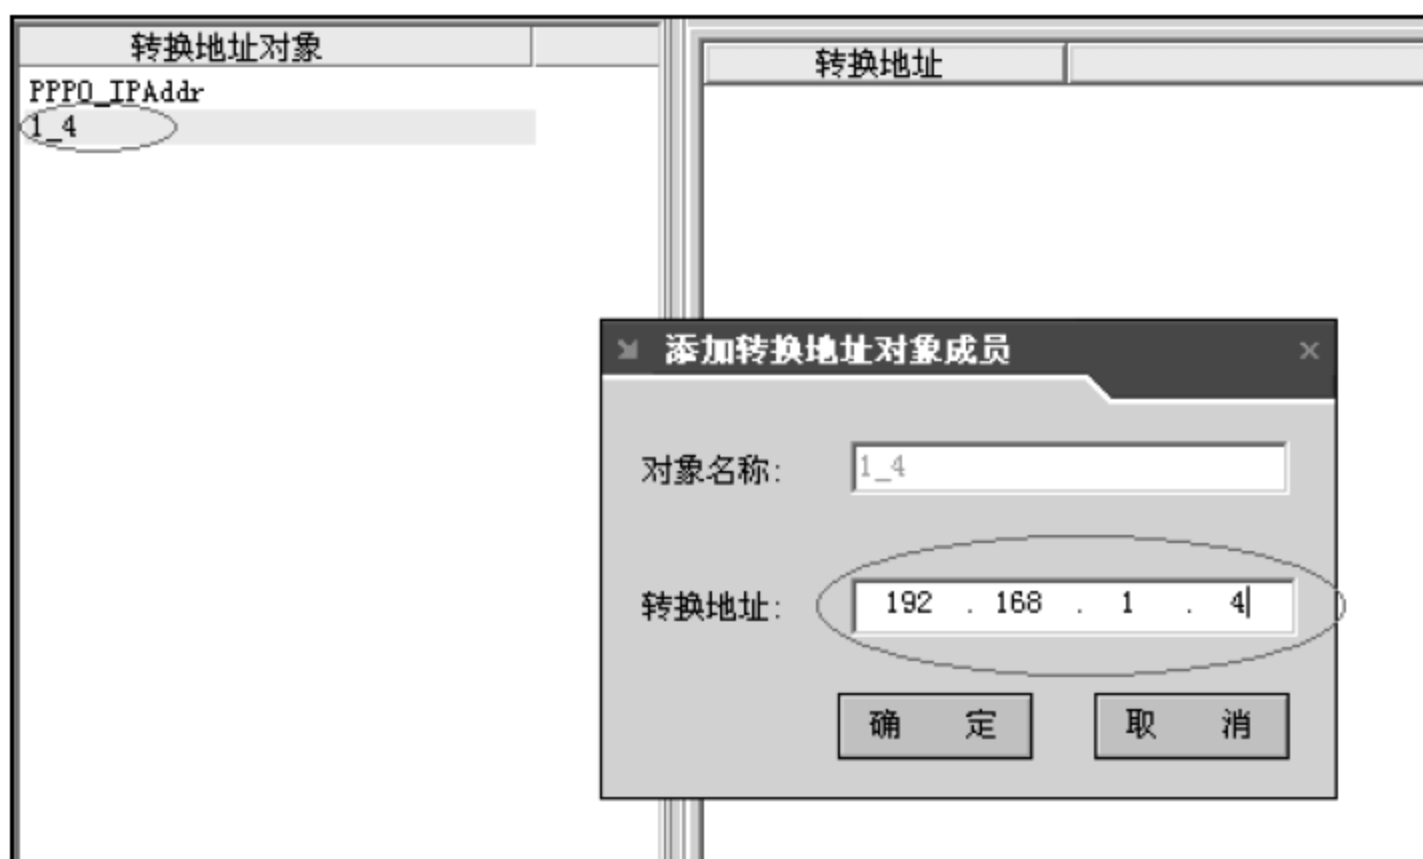 转换地址对象
转换地址
PPP0_IPAddr
1_4
添加转换地址对象成员
对象名称: 1_4
转换地址: 192 . 168 . 1 . 4
确 定 取 消